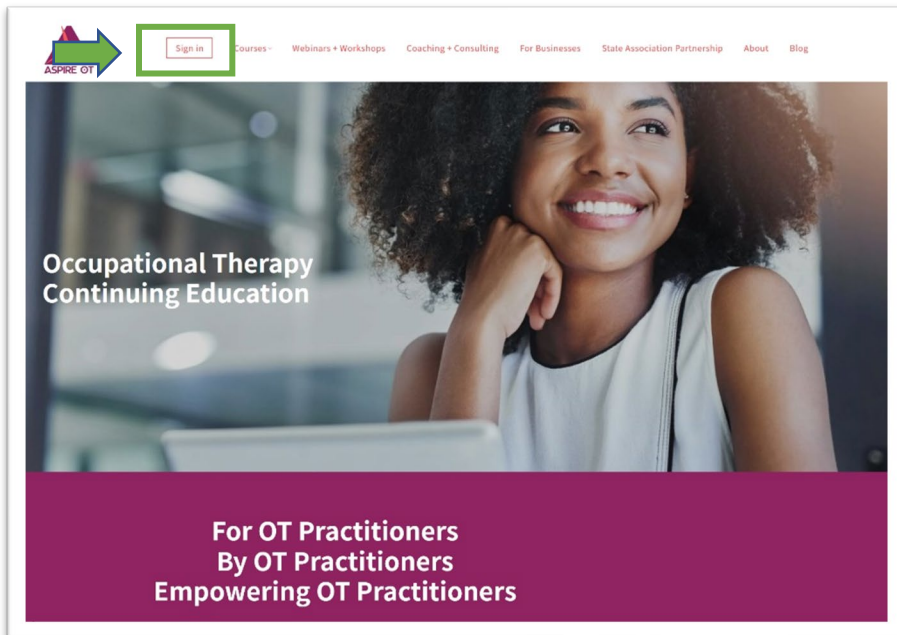 ASPIRE OT
Sign in
Courses
Webinars + Workshops
Coaching + Consulting
For Businesses
State Association Partnership
About
Blog
Occupational Therapy
Continuing Education
For OT Practitioners
By OT Practitioners
Empowering OT Practitioners